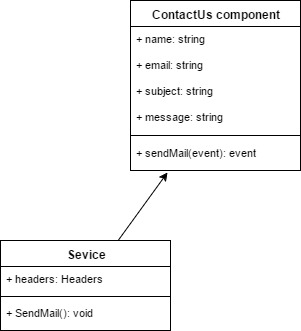 ContactUs component
+ name: string
+ email: string
+ subject: string
+ message: string
+ sendMail(event): event
Sevice
+ headers: Headers
+ SendMail(): void